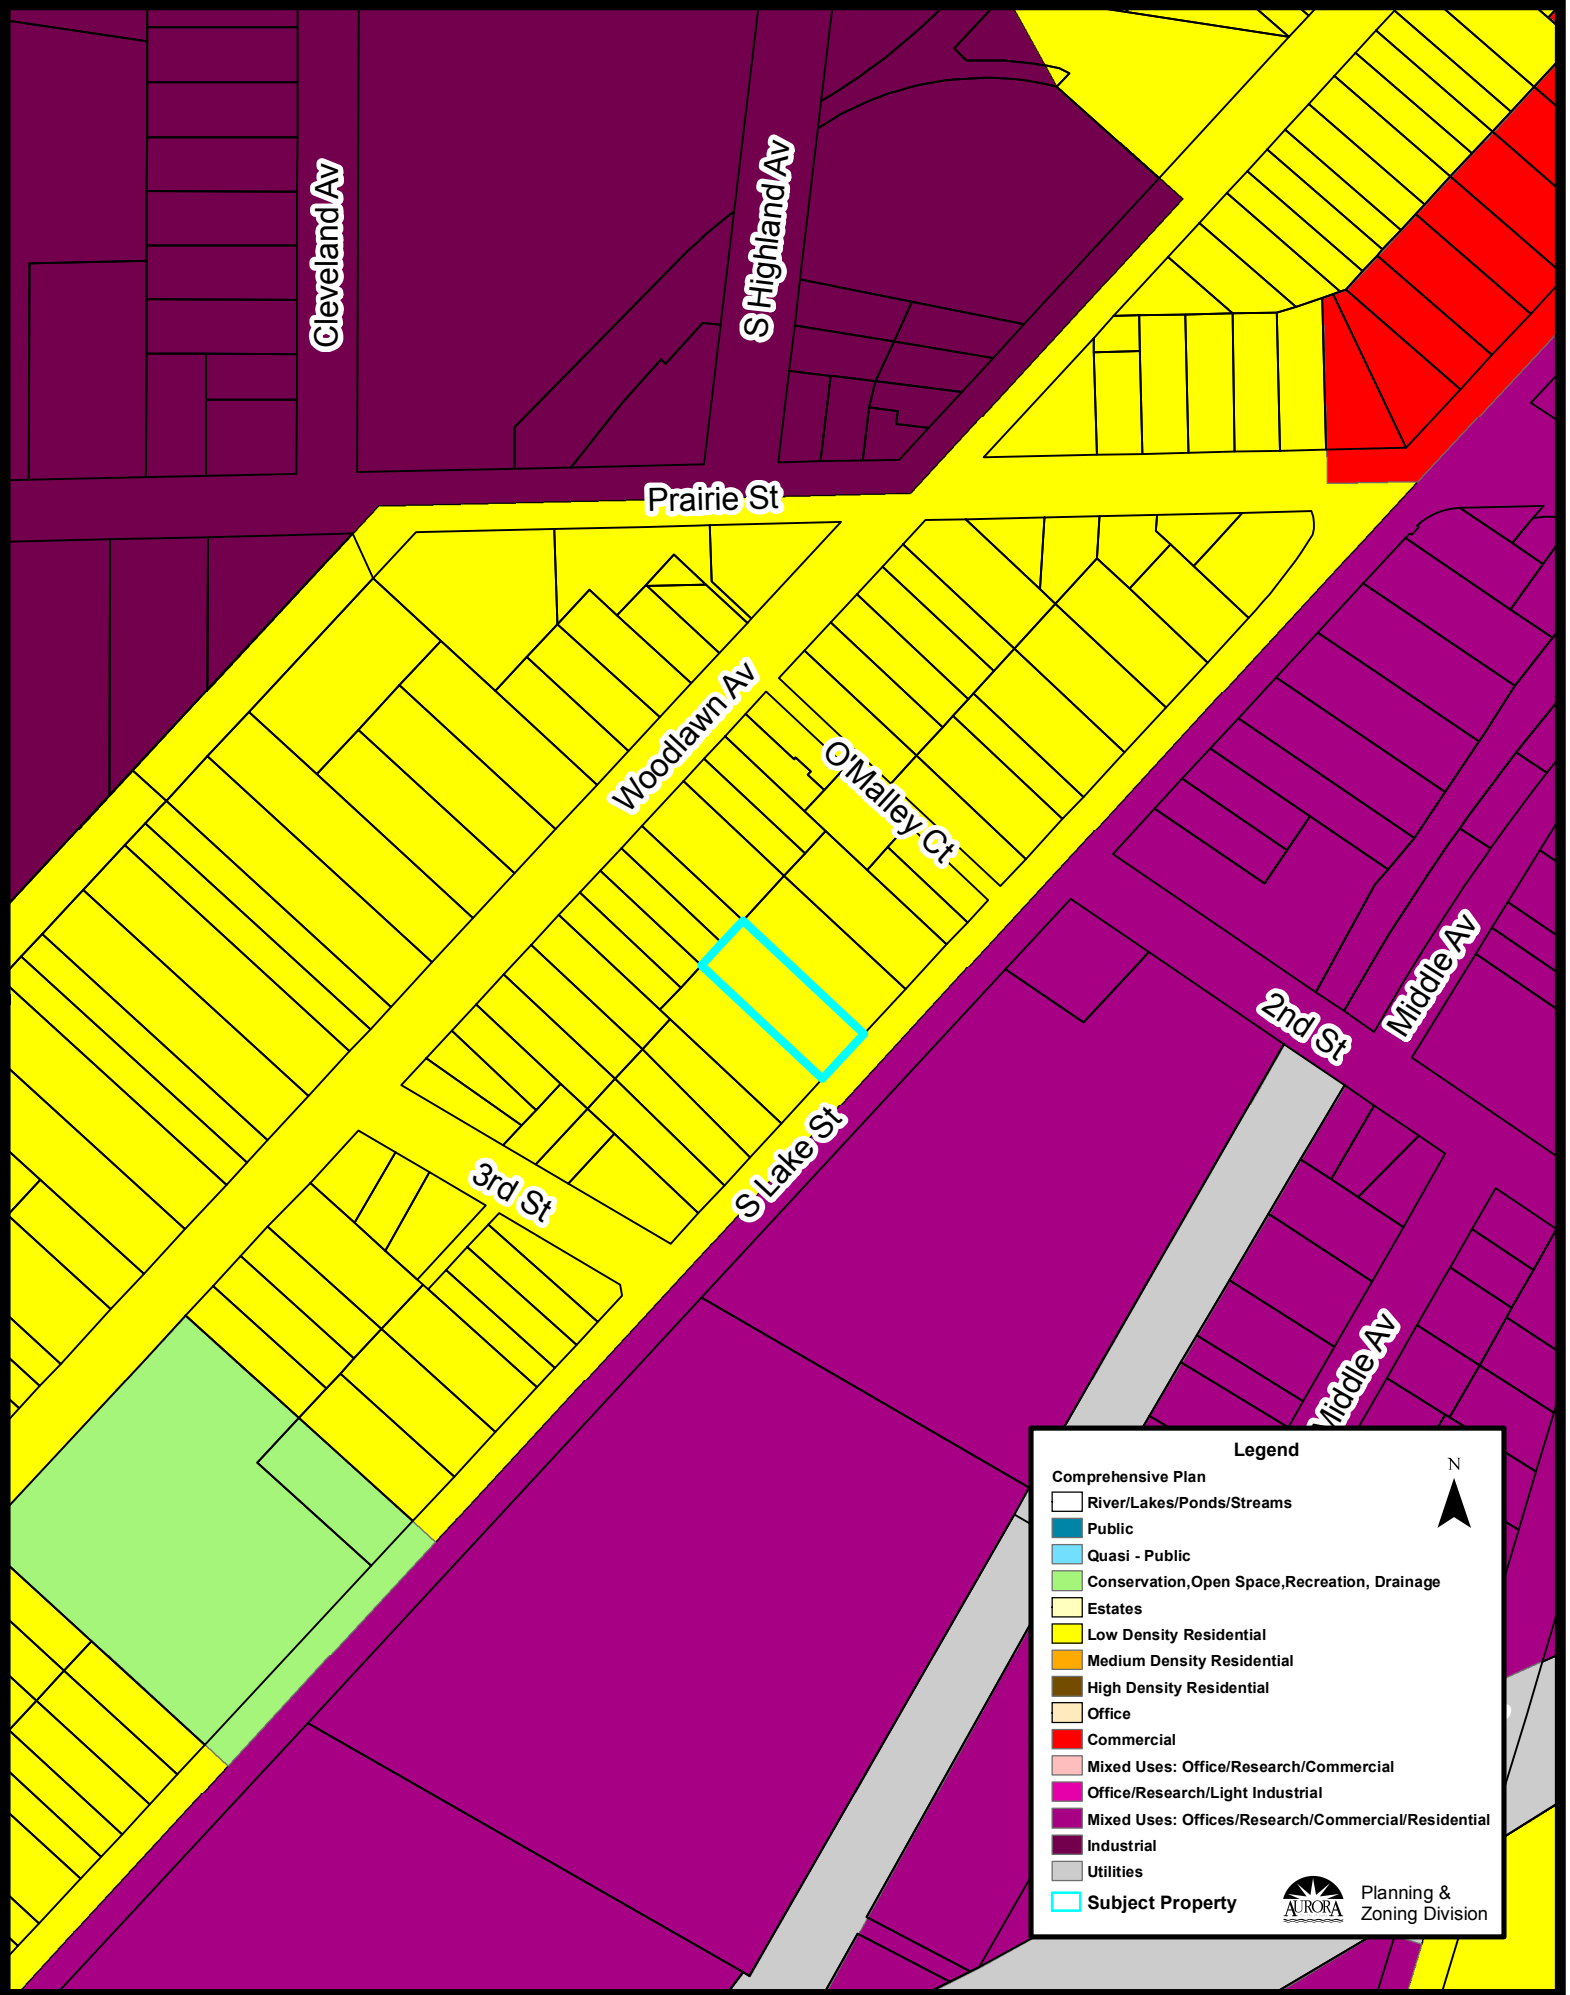 Cleveland Av
S Highland Av
Prairie St
Woodlawn Av
O'Malley Ct
Middle Av
2nd St
S Lake St
3rd St
Middle Av
Legend
Comprehensive Plan
N
River/Lakes/Ponds/Streams
Public
Quasi - Public
Conservation,Open Space,Recreation, Drainage
Estates
Low Density Residential
Medium Density Residential
High Density Residential
Office
Commercial
Mixed Uses: Office/Research/Commercial
Office/Research/Light Industrial
Mixed Uses: Offices/Research/Commercial/Residential
Industrial
Utilities
Subject Property
AURORA
Planning &
Zoning Division